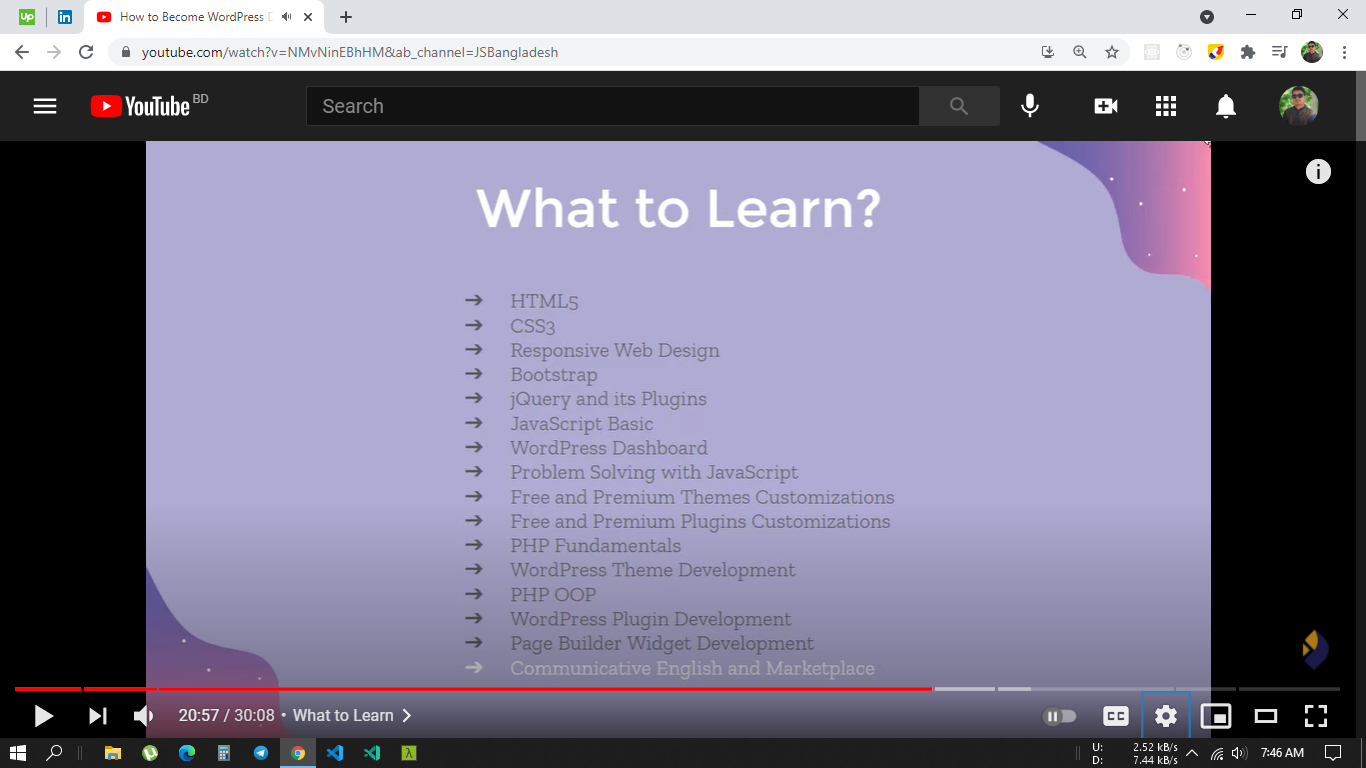 Up
in
How to Become WordPress D
youtube.com/watch?v=NMvNinEBhHM&ab_channel=JSBangladesh
YouTube BD
Search
What to Learn?
➔ HTML5
➔ CSS3
➔ Responsive Web Design
➔ Bootstrap
➔ jQuery and its Plugins
➔ JavaScript Basic
➔ WordPress Dashboard
➔ Problem Solving with JavaScript
➔ Free and Premium Themes Customizations
➔ Free and Premium Plugins Customizations
➔ PHP Fundamentals
➔ WordPress Theme Development
➔ PHP OOP
➔ WordPress Plugin Development
➔ Page Builder Widget Development
➔ Communicative English and Marketplace
20:57 / 30:08 • What to Learn
CC
U: 2.52 kB/s
D: 7.44 kB/s
7:46 AM